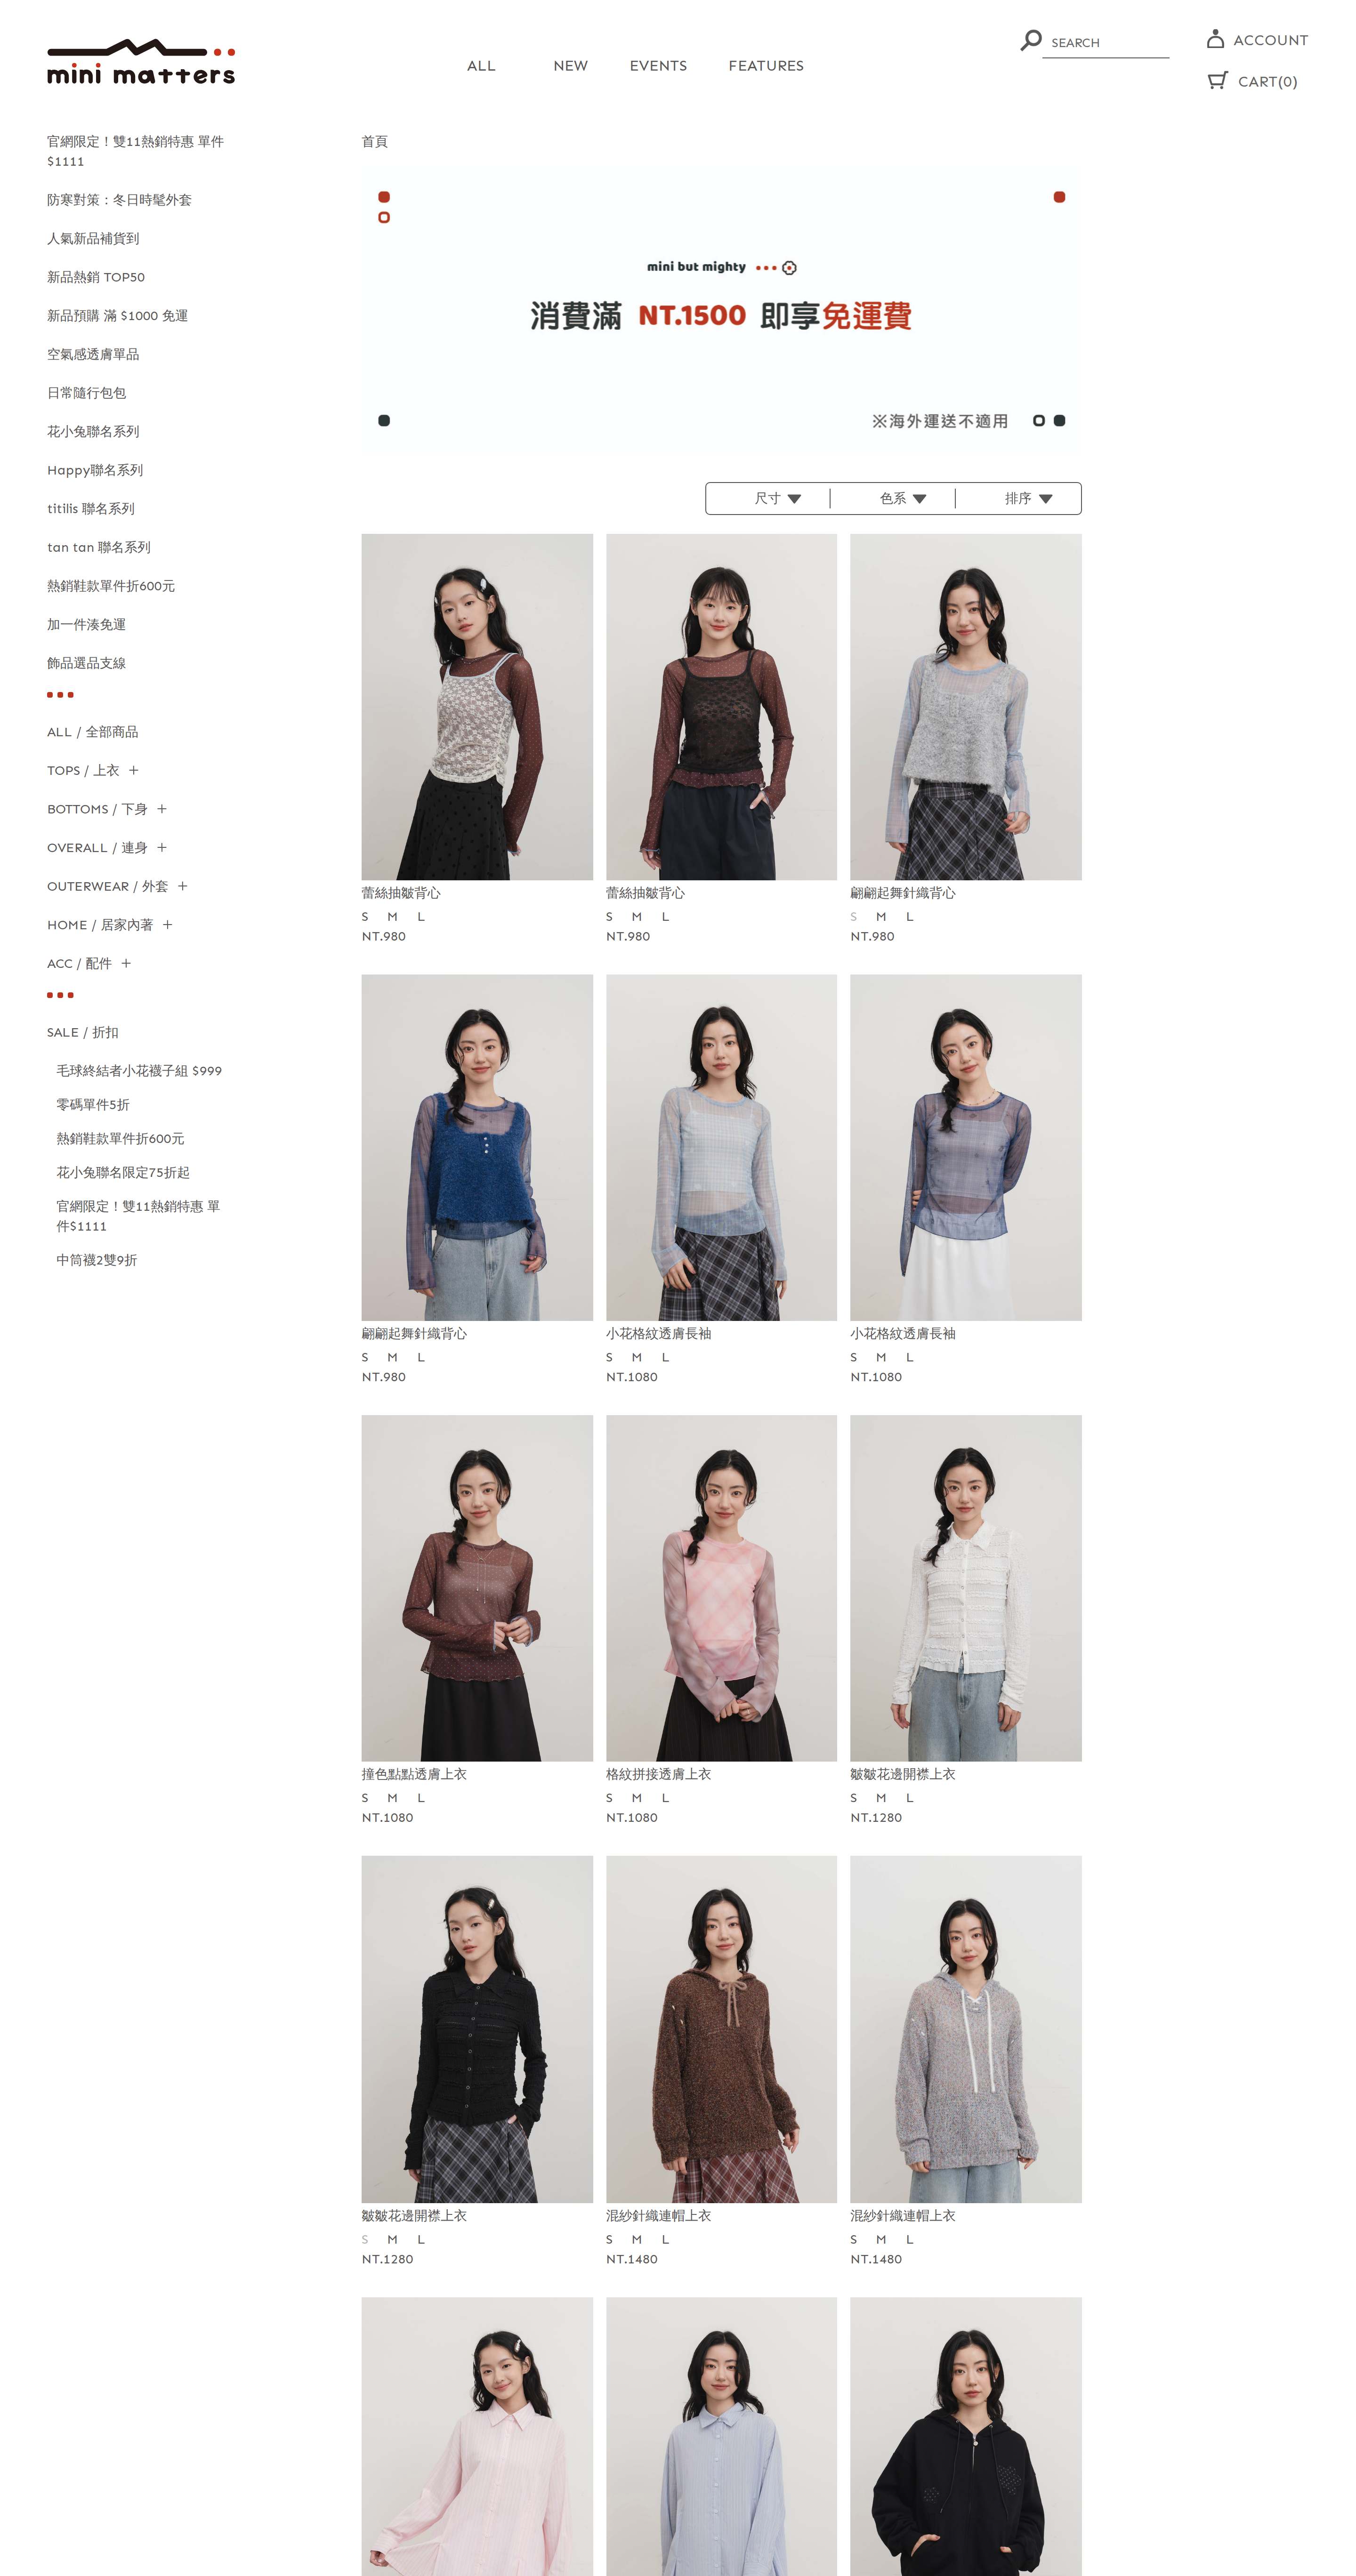 mini matters
ALL
NEW
EVENTS
FEATURES
SEARCH
ACCOUNT
CART(0)
官網限定！雙11熱銷特惠 單件
$1111
防寒對策：冬日時髦外套
人氣新品補貨到
新品熱銷 TOP50
新品預購 滿 $1000 免運
空氣感透膚單品
日常隨行包包
花小兔聯名系列
Happy聯名系列
titilis 聯名系列
tan tan 聯名系列
熱銷鞋款單件折600元
加一件湊免運
飾品選品支線
ALL / 全部商品
TOPS / 上衣 +
BOTTOMS / 下身 +
OVERALL / 連身 +
OUTERWEAR / 外套 +
HOME / 居家內著 +
ACC / 配件 +
SALE / 折扣
毛球終結者小花襪子組 $999
零碼單件5折
熱銷鞋款單件折600元
花小兔聯名限定75折起
官網限定！雙11熱銷特惠 單
件$1111
中筒襪2雙9折
首頁
mini but mighty
消費滿 NT.1500 即享免運費
※海外運送不適用
尺寸
色系
排序
蕾絲抽皺背心
S M L
NT.980
蕾絲抽皺背心
S M L
NT.980
翩翩起舞針織背心
S M L
NT.980
翩翩起舞針織背心
S M L
NT.980
小花格紋透膚長袖
S M L
NT.1080
小花格紋透膚長袖
S M L
NT.1080
撞色點點透膚上衣
S M L
NT.1080
格紋拼接透膚上衣
S M L
NT.1080
皺皺花邊開襟上衣
S M L
NT.1280
皺皺花邊開襟上衣
S M L
NT.1280
混紗針織連帽上衣
S M L
NT.1480
混紗針織連帽上衣
S M L
NT.1480